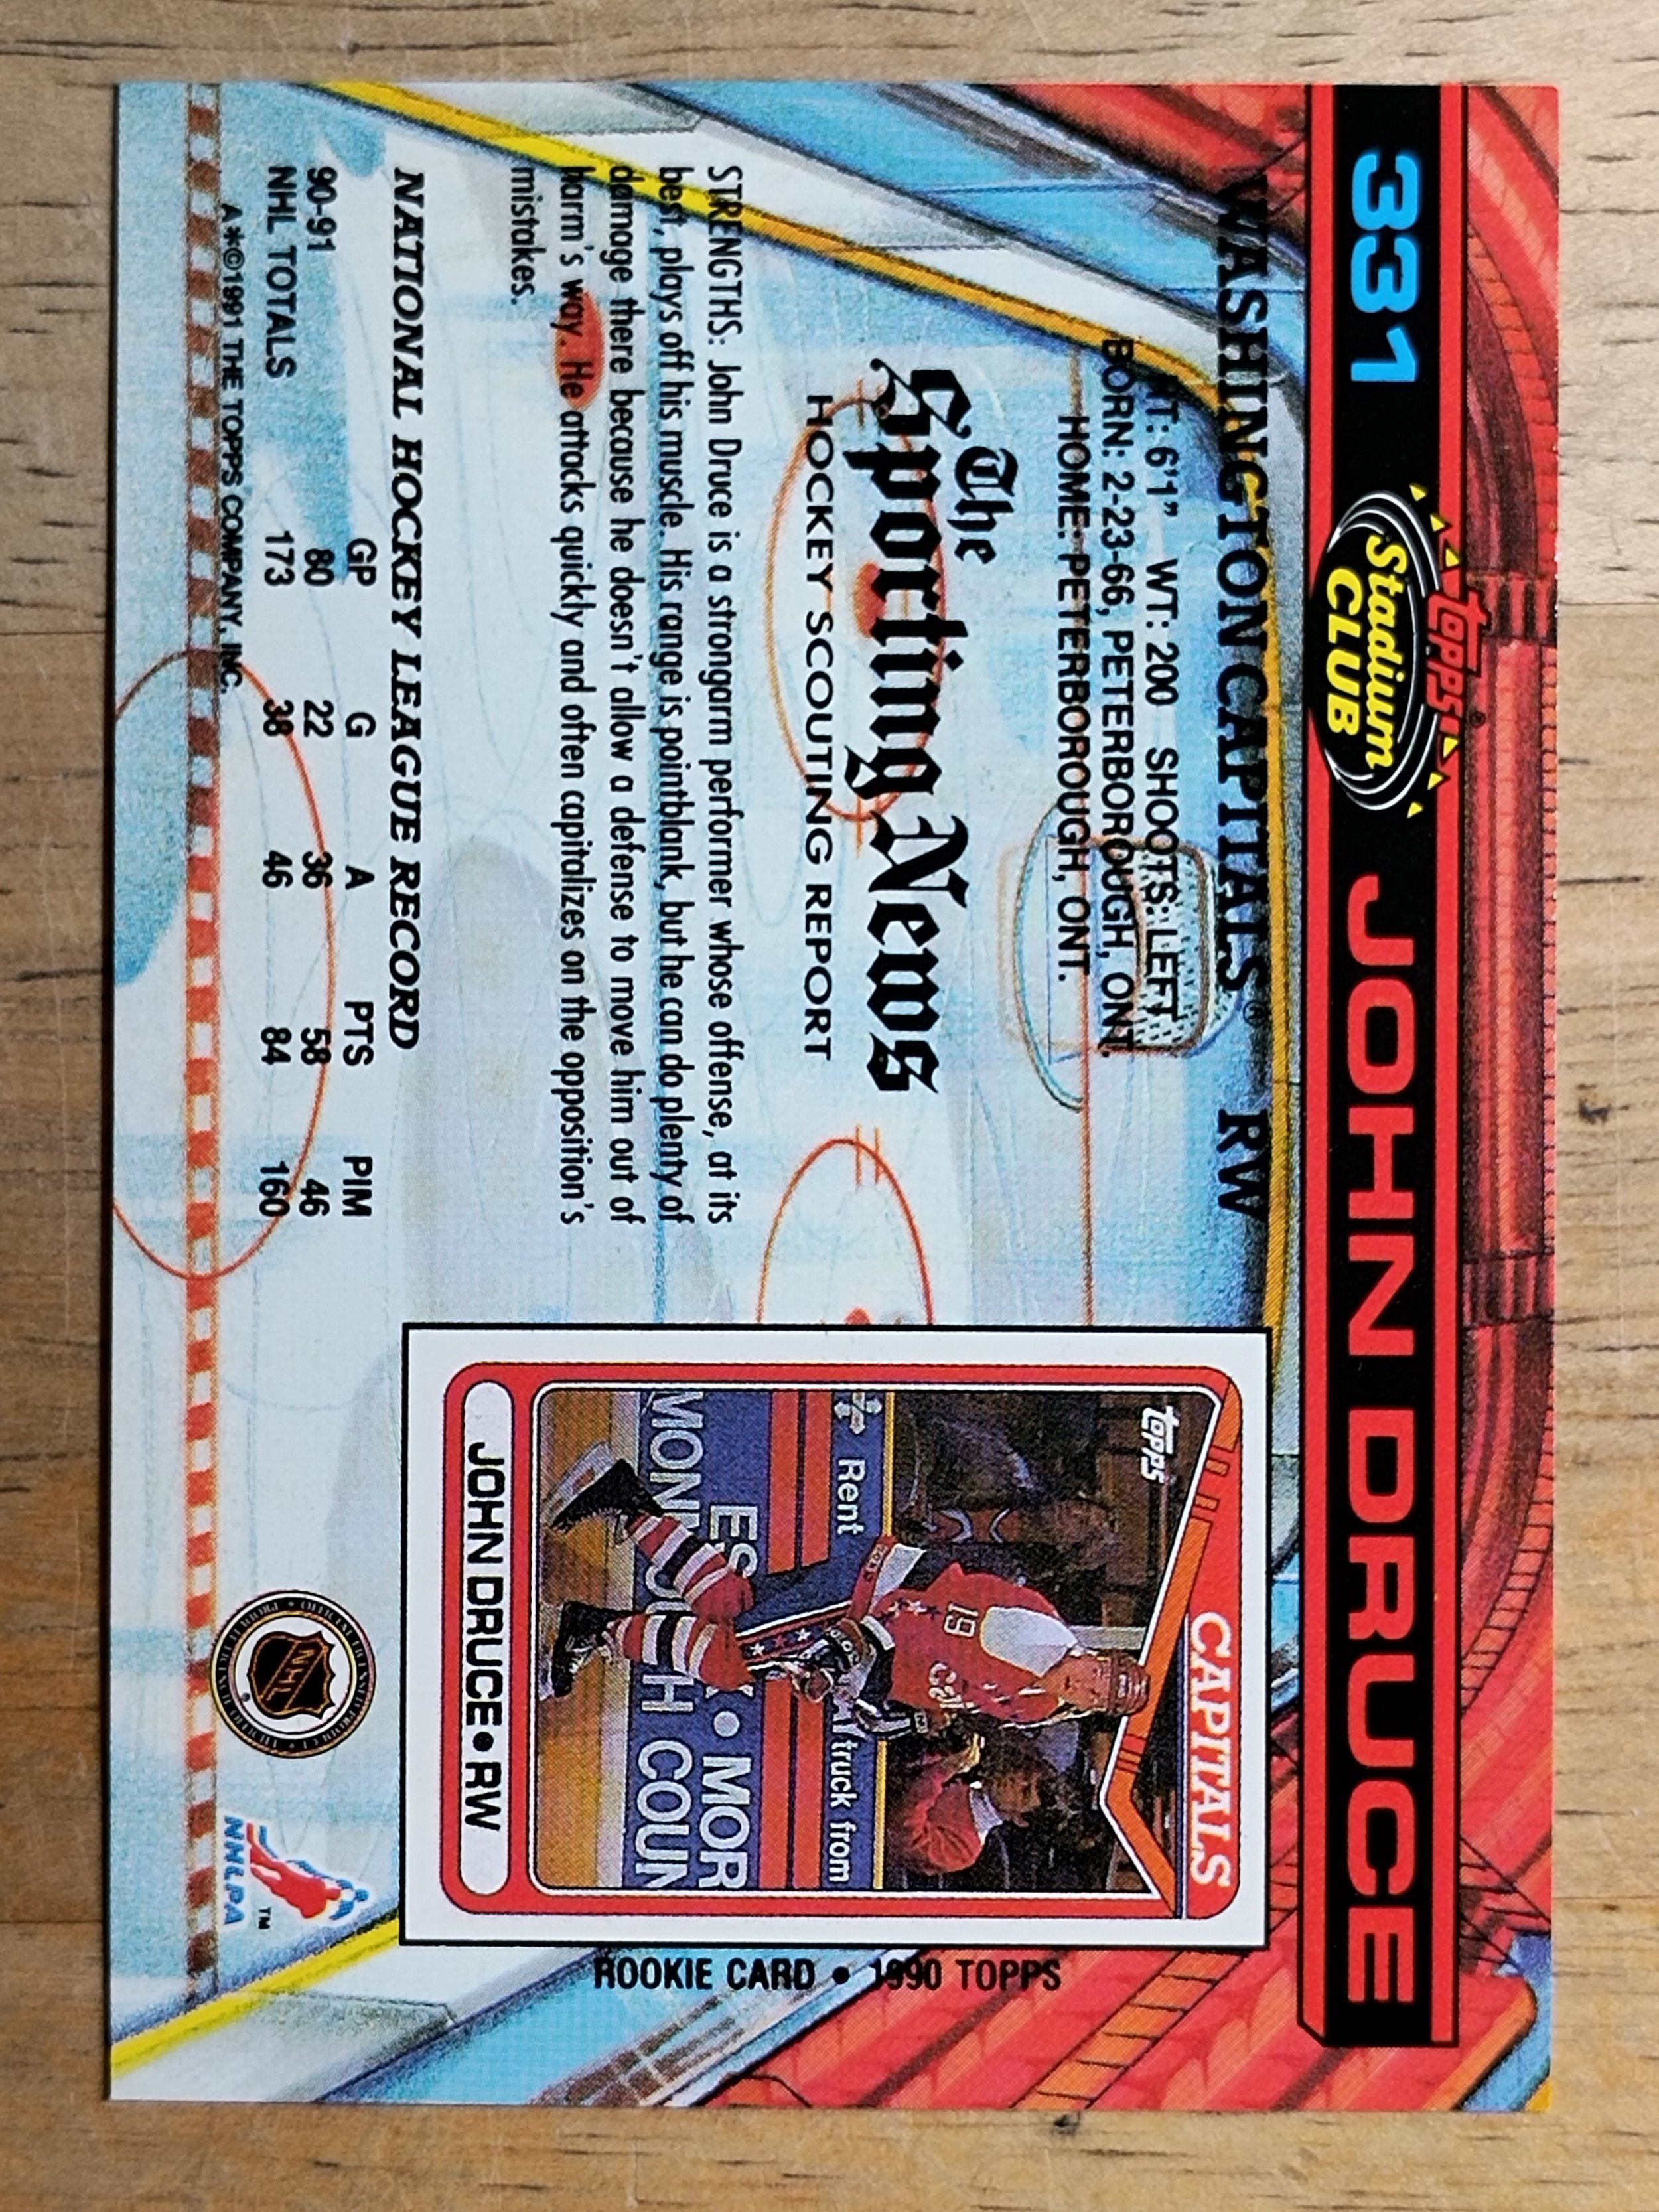 331
topps®
Stadium
CLUB
JOHN DRUCE
WASHINGTON CAPITALS® RW
HT: 6'1" WT: 200 SHOOTS: LEFT
BORN: 2-23-66, PETERBOROUGH, ONT.
HOME: PETERBOROUGH, ONT.
The
Sporting News
HOCKEY SCOUTING REPORT
STRENGTHS: John Druce is a strongarm performer whose offense, at its
best, plays off his muscle. His range is pointblank, but he can do plenty of
damage there because he doesn't allow a defense to move him out of
harm's way. He attacks quickly and often capitalizes on the opposition's
mistakes.
NATIONAL HOCKEY LEAGUE RECORD
GP G A PTS PIM
90-91 80 22 36 58 46
NHL TOTALS 173 38 46 84 160
A*©1991 THE TOPPS COMPANY, INC.
topps
CAPITALS
19
Rent
truck from
MOR
MON
H COUN
JOHN DRUCE • RW
ROOKIE CARD • 1990 TOPPS
NHL
NHLPA
TM